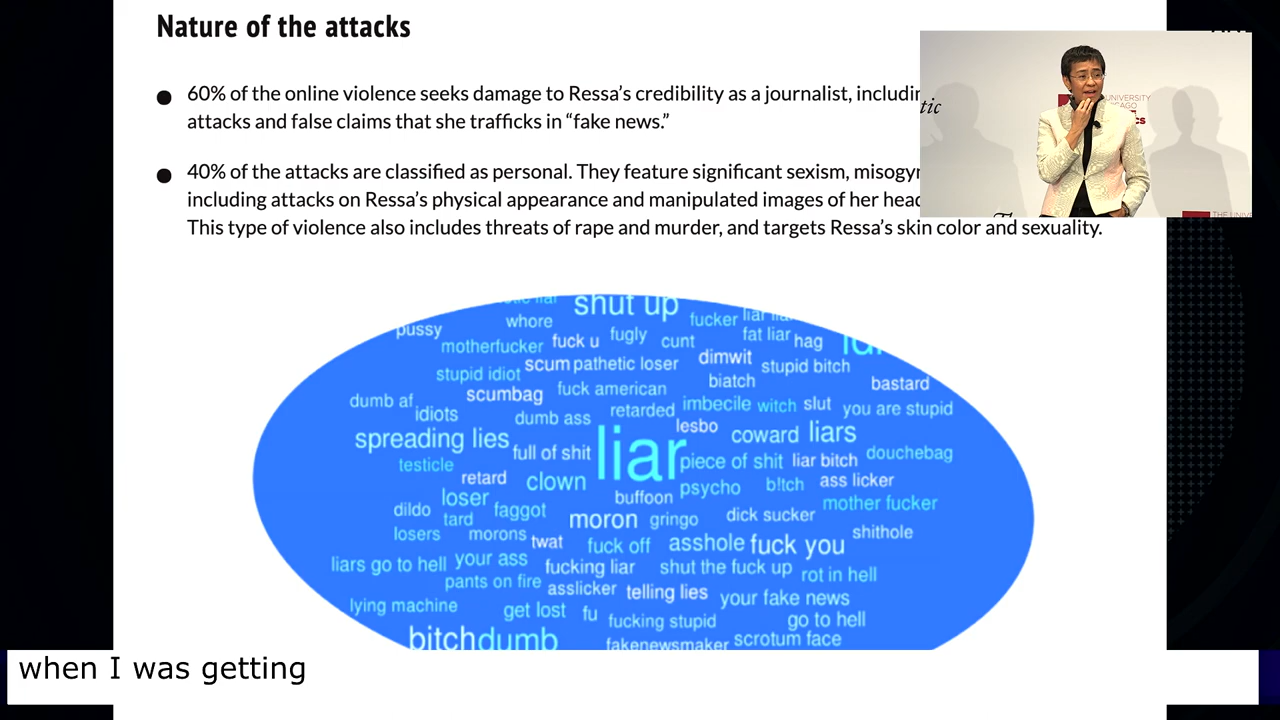 Nature of the attacks
60% of the online violence seeks damage to Ressa's credibility as a journalist, includin
attacks and false claims that she trafficks in “fake news.”
40% of the attacks are classified as personal. They feature significant sexism, misogyn
including attacks on Ressa's physical appearance and manipulated images of her head
This type of violence also includes threats of rape and murder, and targets Ressa's skin color and sexuality.
tic
UNIVERSITY
CHICAGO
cs
THE UNIV
shut up
whore
fucker
pussy
motherfucker
fuck u
fugly
cunt
fat liar
hag
scum
pathetic loser
dimwit
stupid bitch
stupid idiot
scumbag
fuck american
biatch
bastard
dumb af
idiots
dumb ass
retarded
imbecile
witch
slut
you are stupid
lesbo
spreading lies
full of shit
liar
coward
liars
testicle
piece of shit
liar bitch
douchebag
retard
clown
psycho
b!tch
ass licker
loser
buffoon
mother fucker
dildo
tard
faggot
moron
gringo
dick sucker
losers
morons
twat
fuck off
asshole
fuck you
shithole
liars go to hell
your ass
fucking liar
shut the fuck up
rot in hell
pants on fire
asslicker
telling lies
your fake news
lying machine
get lost
fu
fucking stupid
go to hell
bitch
dumb
fakenewsmaker
scrotum face
when I was getting